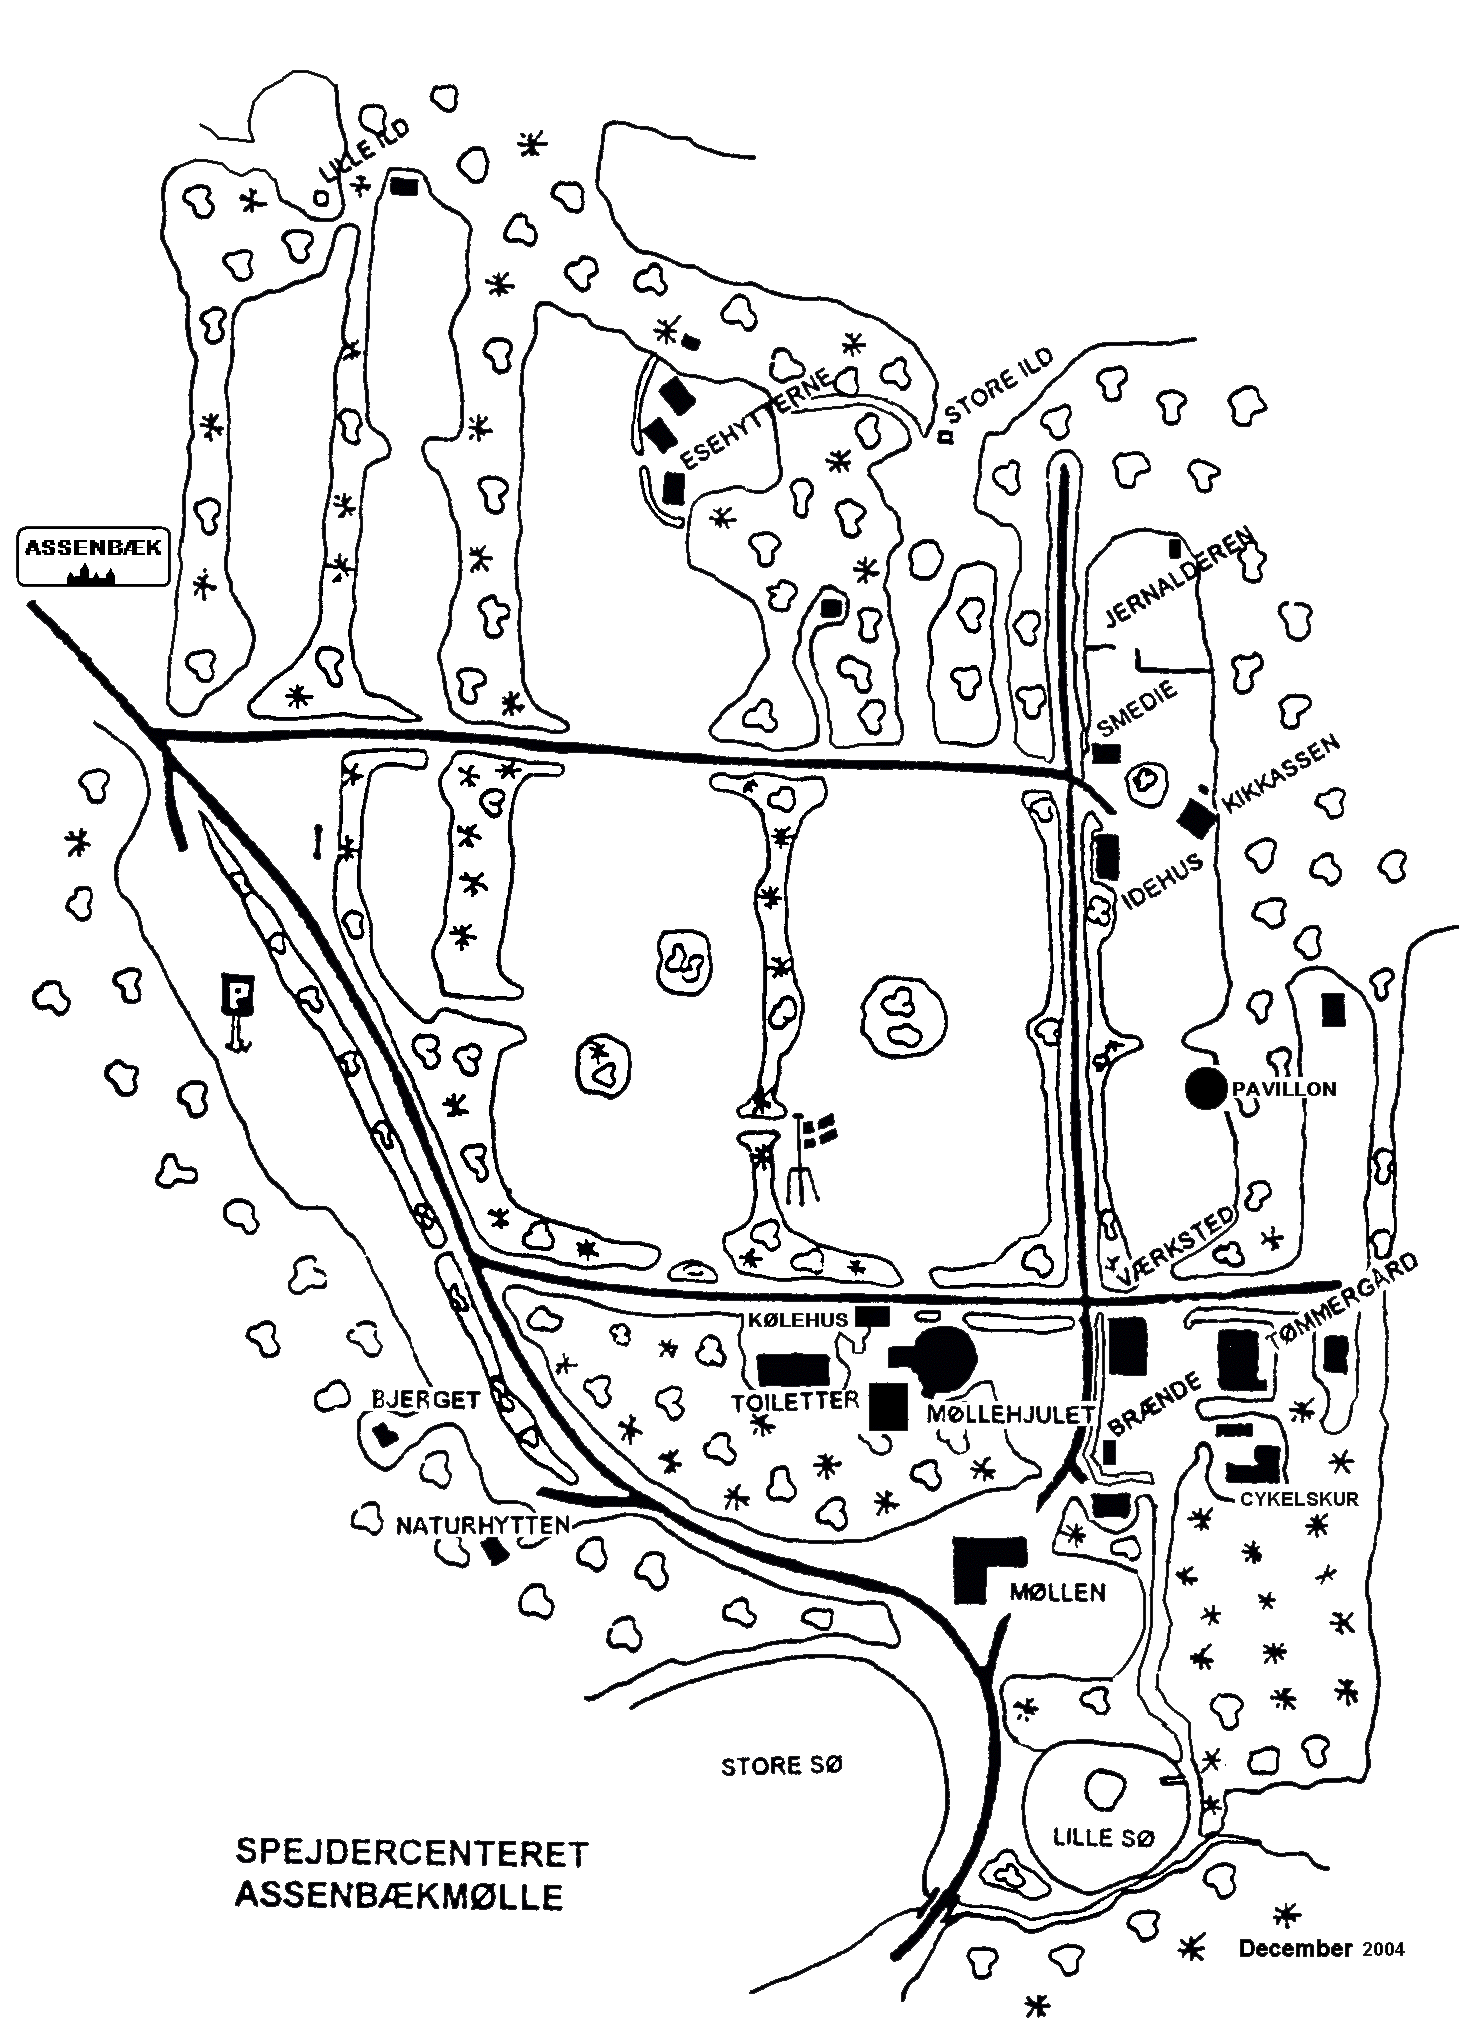 LILLE ILD
STORE ILD
ESEHYTTERNE
ASSENBÆK
JERNALDEREN
SMEDIE
KIKKASSEN
IDEHUS
P
PAVILLON
VÆRKSTED
TØMMERGÅRD
KØLEHUS
TOILETTER
BJERGET
MØLLEHJULET
BRÆNDE
CYKELSKUR
NATURHYTTEN
MØLLEN
STORE SØ
LILLE SØ
SPEJDERCENTERET
ASSENBÆKMØLLE
December 2004